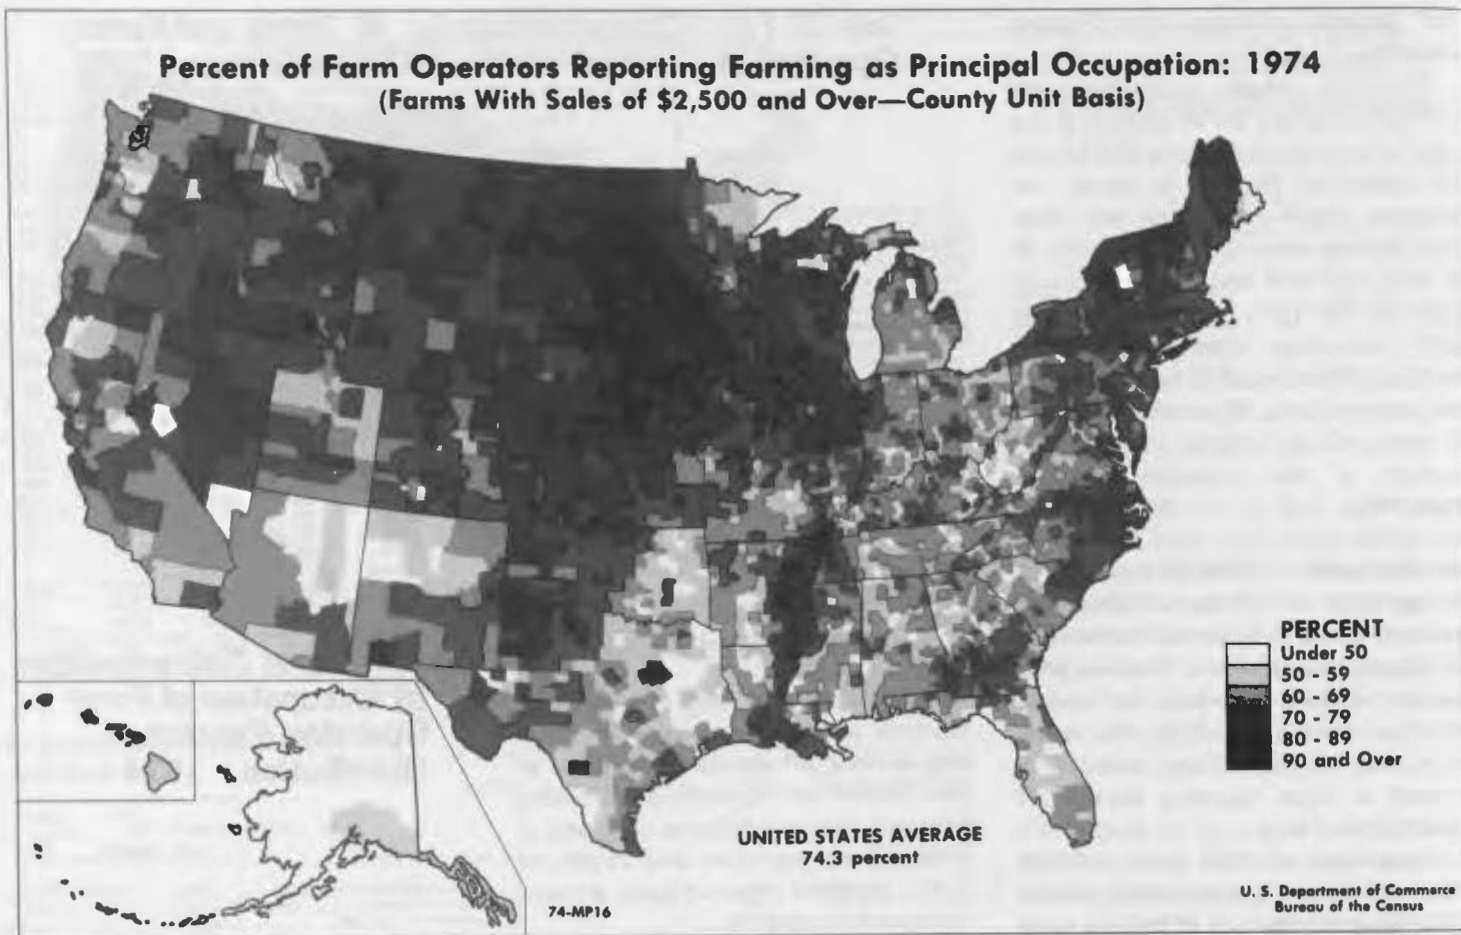 Percent of Farm Operators Reporting Farming as Principal Occupation: 1974
(Farms With Sales of $2,500 and Over—County Unit Basis)
PERCENT
Under 50
50 - 59
60 - 69
70 - 79
80 - 89
90 and Over
UNITED STATES AVERAGE
74.3 percent
74-MP16
U. S. Department of Commerce
Bureau of the Census